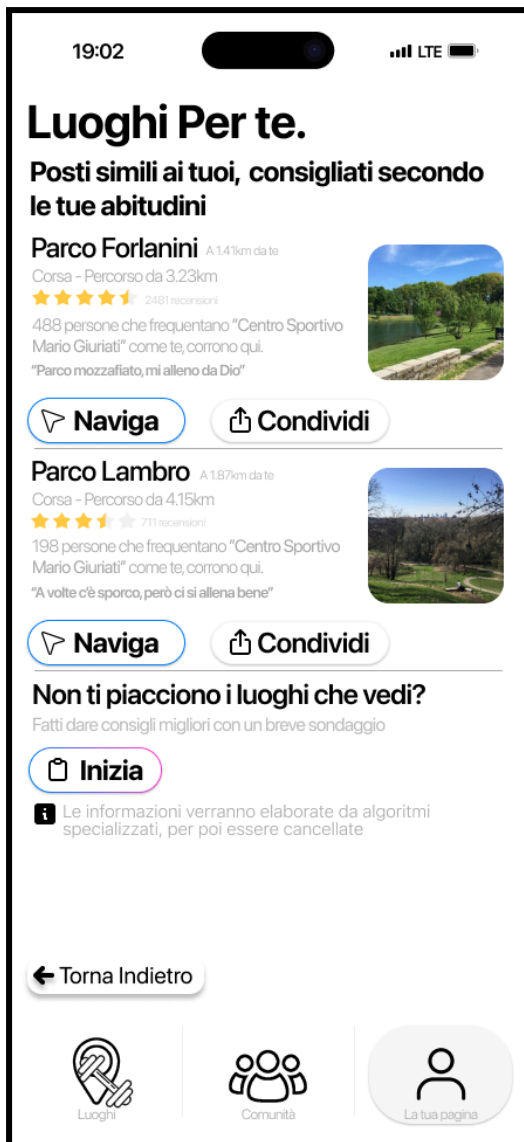 19:02
LTE
Luoghi Per te.
Posti simili ai tuoi, consigliati secondo
le tue abitudini
Parco Forlanini A 1.41km da te
Corsa - Percorso da 3.23km
2481 recensioni
488 persone che frequentano “Centro Sportivo
Mario Giuriati” come te, corrono qui.
“Parco mozzafiato, mi alleno da Dio”
Naviga
Condividi
Parco Lambro A 1.87km da te
Corsa - Percorso da 4.15km
711 recensioni
198 persone che frequentano “Centro Sportivo
Mario Giuriati” come te, corrono qui.
“A volte c'è sporco, però ci si allena bene”
Naviga
Condividi
Non ti piacciono i luoghi che vedi?
Fatti dare consigli migliori con un breve sondaggio
Inizia
Le informazioni verranno elaborate da algoritmi
specializzati, per poi essere cancellate
Torna Indietro
Luoghi
Comunità
La tua pagina